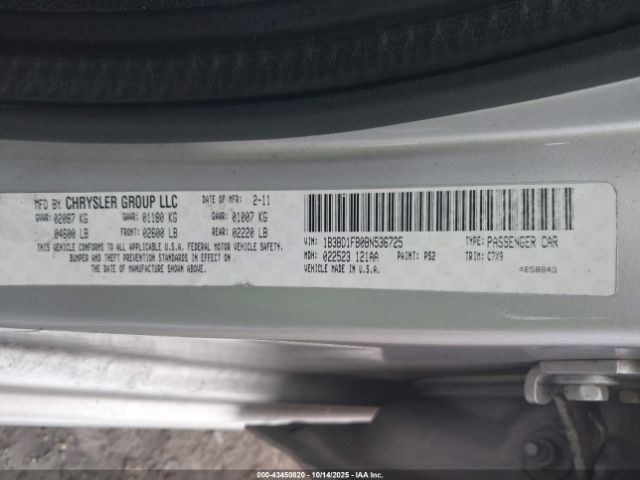 MFD BY CHRYSLER GROUP LLC DATE OF MFR: 2-11
GVWR: 02087 KG GAWR: 01180 KG GAWR: 01007 KG
04600 LB FRONT: 02600 LB REAR: 02220 LB
THIS VEHICLE CONFORMS TO ALL APPLICABLE FEDERAL MOTOR VEHICLE SAFETY,
BUMPER AND THEFT PREVENTION STANDARDS IN EFFECT ON
THE DATE OF MANUFACTURE SHOWN ABOVE.
VIN: 1B3BD1FB0BN536725 TYPE: PASSENGER CAR
MDH: 022523 121AA PAINT: PS2 TRIM: C7X9
VEHICLE MADE IN U.S.A. 4658843
© IAA #: 000-43450820 - 10/14/2025 - IAAI.com